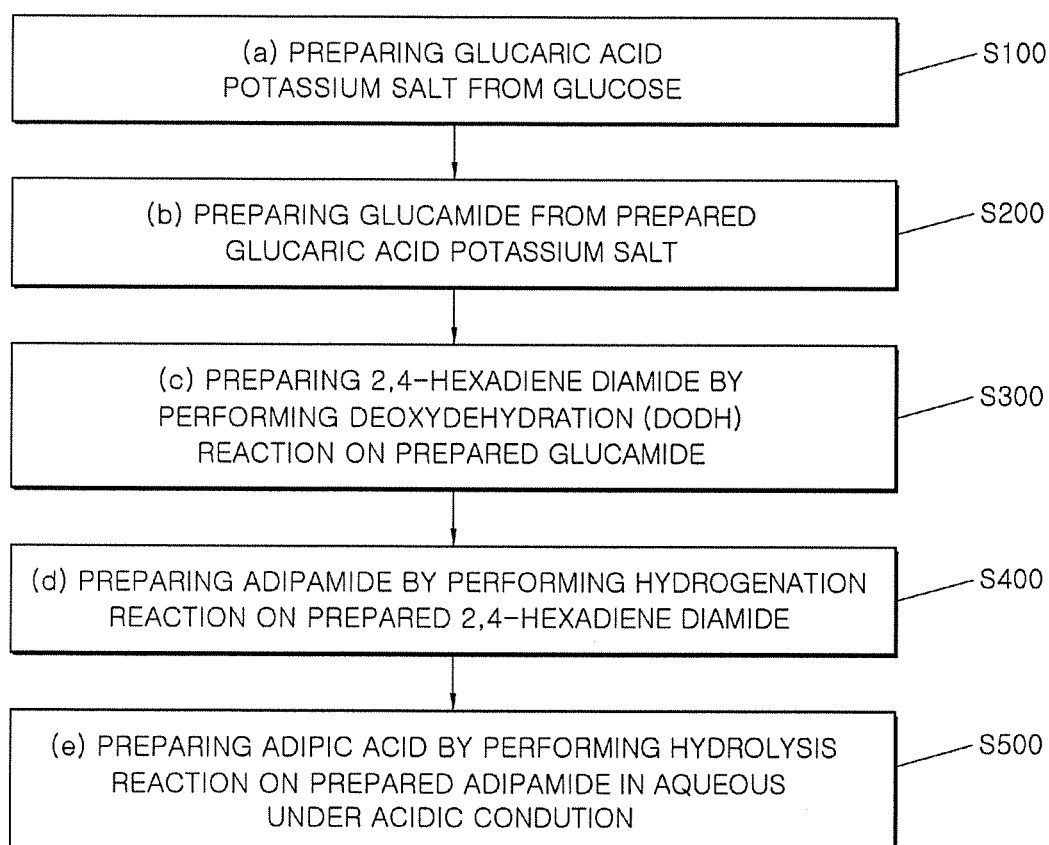 (a) PREPARING GLUCARIC ACID
POTASSIUM SALT FROM GLUCOSE
S100
(b) PREPARING GLUCAMIDE FROM PREPARED
GLUCARIC ACID POTASSIUM SALT
S200
(c) PREPARING 2,4-HEXADIENE DIAMIDE BY
PERFORMING DEOXYDEHYDRATION (DODH)
REACTION ON PREPARED GLUCAMIDE
S300
(d) PREPARING ADIPAMIDE BY PERFORMING HYDROGENATION
REACTION ON PREPARED 2,4-HEXADIENE DIAMIDE
S400
(e) PREPARING ADIPIC ACID BY PERFORMING HYDROLYSIS
REACTION ON PREPARED ADIPAMIDE IN AQUEOUS
UNDER ACIDIC CONDUTION
S500